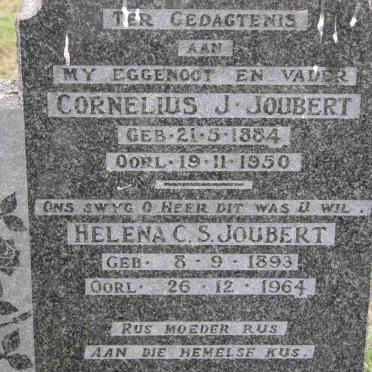 TER GEDAGTENIS
AAN
MY EGGENOOT EN VADER
CORNELIUS J. JOUBERT
GEB. 21-5-1884
OORL. 19-11-1950
ONS SWYG O HEER DIT WAS U WIL.
HELENA C.S. JOUBERT
GEB. 8-9-1893
OORL. 26-12-1964
RUS MOEDER RUS
AAN DIE HEMELSE KUS.